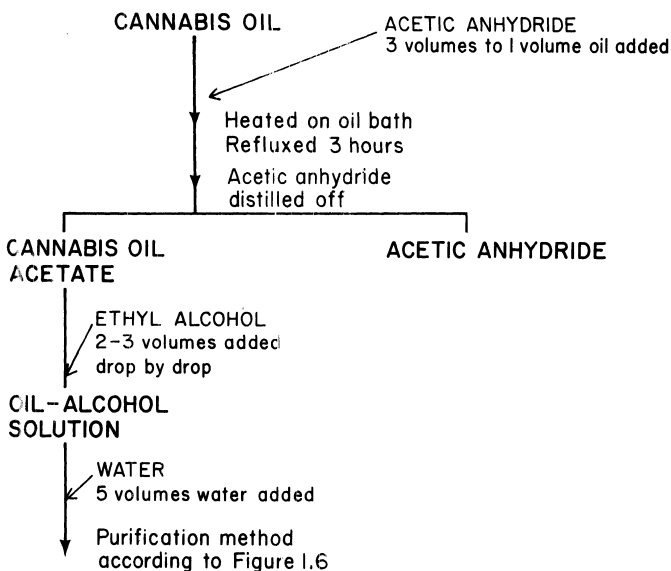 CANNABIS OIL
ACETIC ANHYDRIDE
3 volumes to 1 volume oil added
Heated on oil bath
Refluxed 3 hours
Acetic anhydride
distilled off
CANNABIS OIL
ACETATE
ACETIC ANHYDRIDE
ETHYL ALCOHOL
2-3 volumes added
drop by drop
OIL-ALCOHOL
SOLUTION
WATER
5 volumes water added
Purification method
according to Figure 1.6